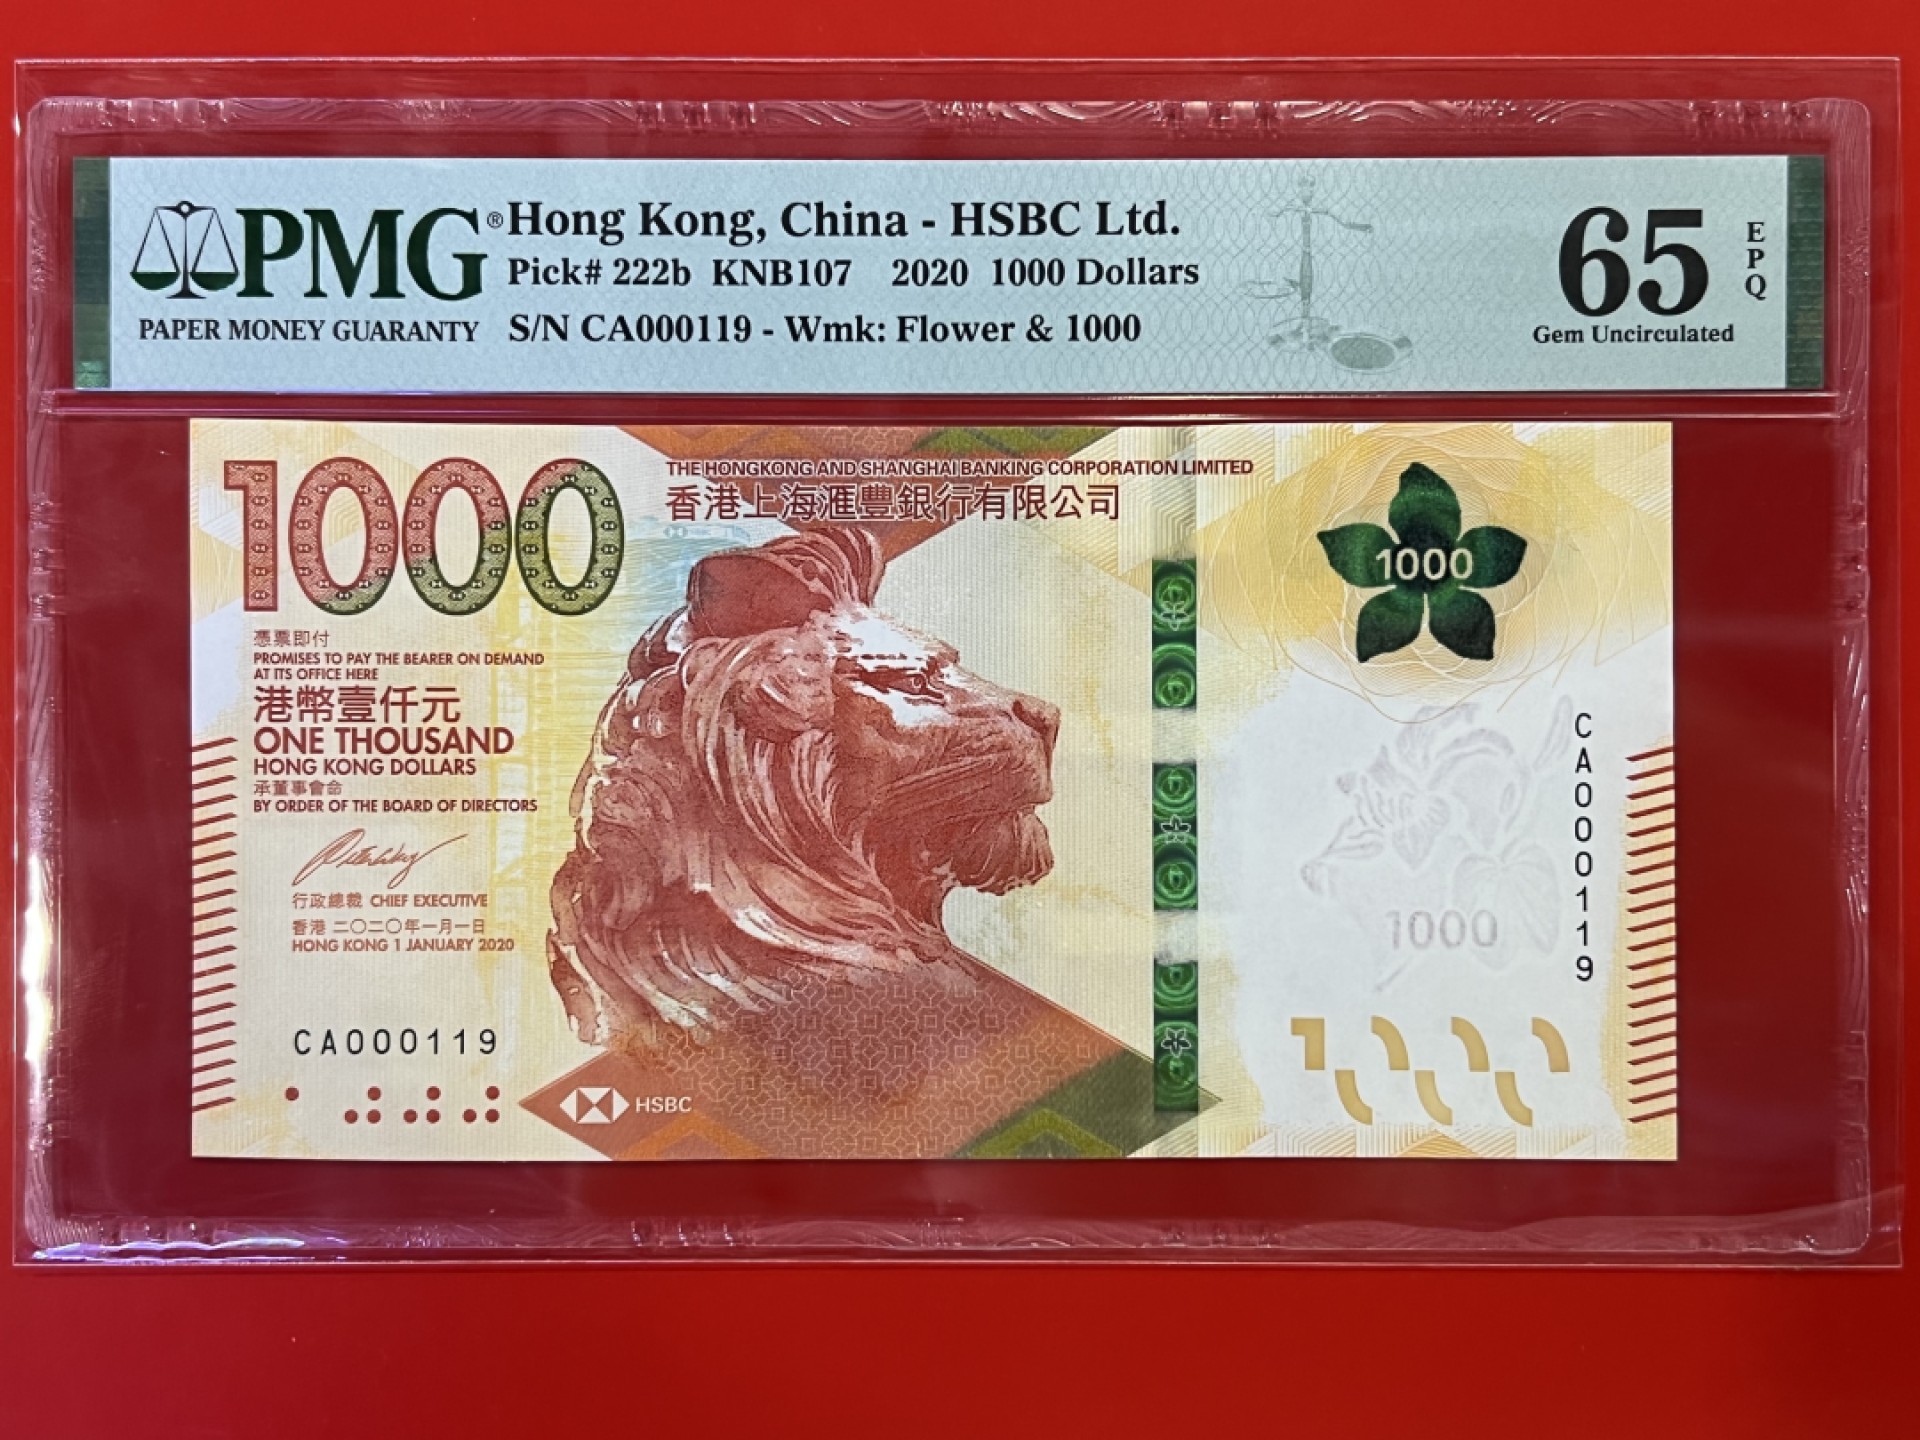 PMG®
PAPER MONEY GUARANTY
Hong Kong, China - HSBC Ltd.
Pick# 222b KNB107 2020 1000 Dollars
S/N CA000119 - Wmk: Flower & 1000
65
EPQ
Gem Uncirculated
1000
THE HONGKONG AND SHANGHAI BANKING CORPORATION LIMITED
香港上海滙豐銀行有限公司
1000
憑票即付
PROMISES TO PAY THE BEARER ON DEMAND
AT ITS OFFICE HERE
港幣壹仟元
ONE THOUSAND
HONG KONG DOLLARS
承董事會命
BY ORDER OF THE BOARD OF DIRECTORS
行政總裁 CHIEF EXECUTIVE
香港 二〇二〇年一月一日
HONG KONG 1 JANUARY 2020
CA000119
HSBC
CA000119
1000